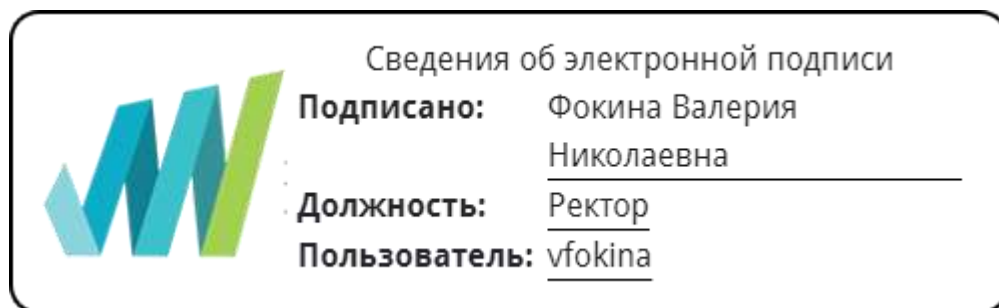 Сведения об электронной подписи
Подписано: Фокина Валерия
Николаевна
Должность: Ректор
Пользователь: vfokina